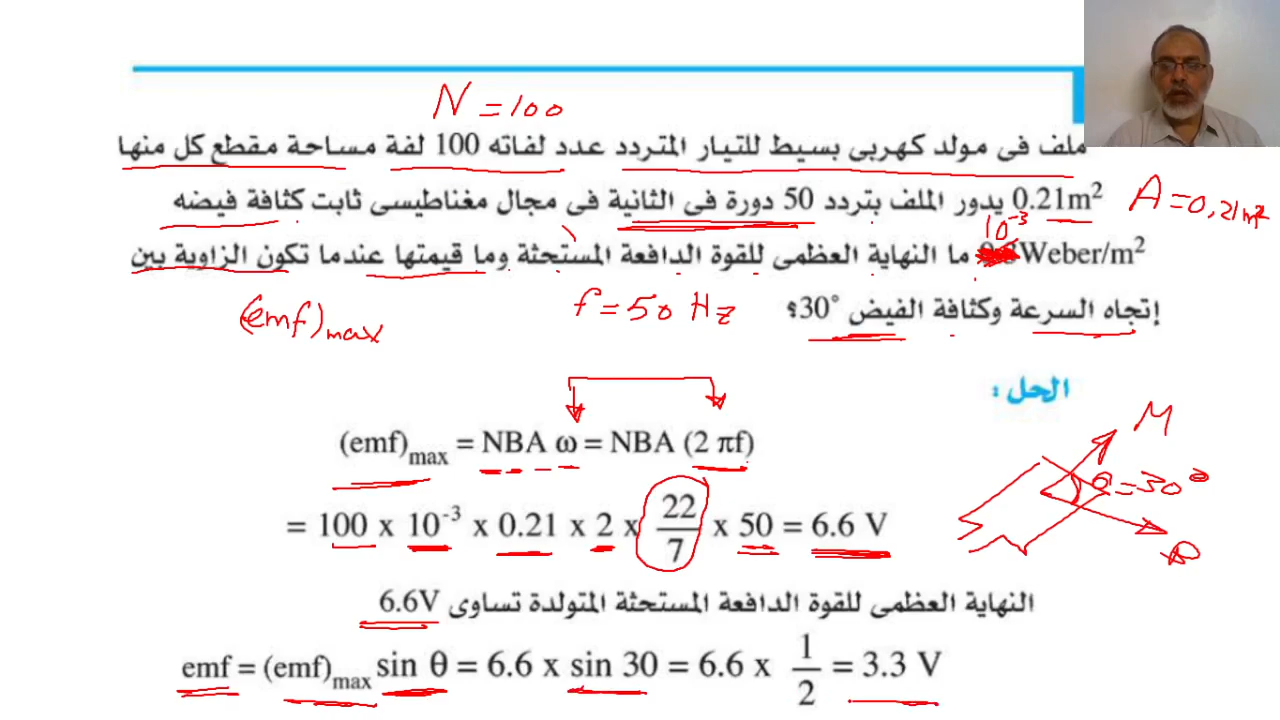 N = 100
ملف فى مولد كهربى بسيط للتيار المتردد عدد لفاته 100 لفة مساحة مقطع كل منها
0.21m² يدور الملف بتردد 50 دورة فى الثانية فى مجال مغناطيسى ثابت كثافة فيضه
A = 0,21m²
10⁻³
Weber/m² ما النهاية العظمى للقوة الدافعة المستحثة وما قيمتها عندما تكون الزاوية بين
إتجاه السرعة وكثافة الفيض 30°؟
f = 50 Hz
(emf)max
الحل :
(emf)max = NBA ω = NBA (2 πf)
= 100 x 10⁻³ x 0.21 x 2 x 22/7 x 50 = 6.6 V
θ = 30°
النهاية العظمى للقوة الدافعة المستحثة المتولدة تساوى 6.6V
emf = (emf)max sin θ = 6.6 x sin 30 = 6.6 x 1/2 = 3.3 V